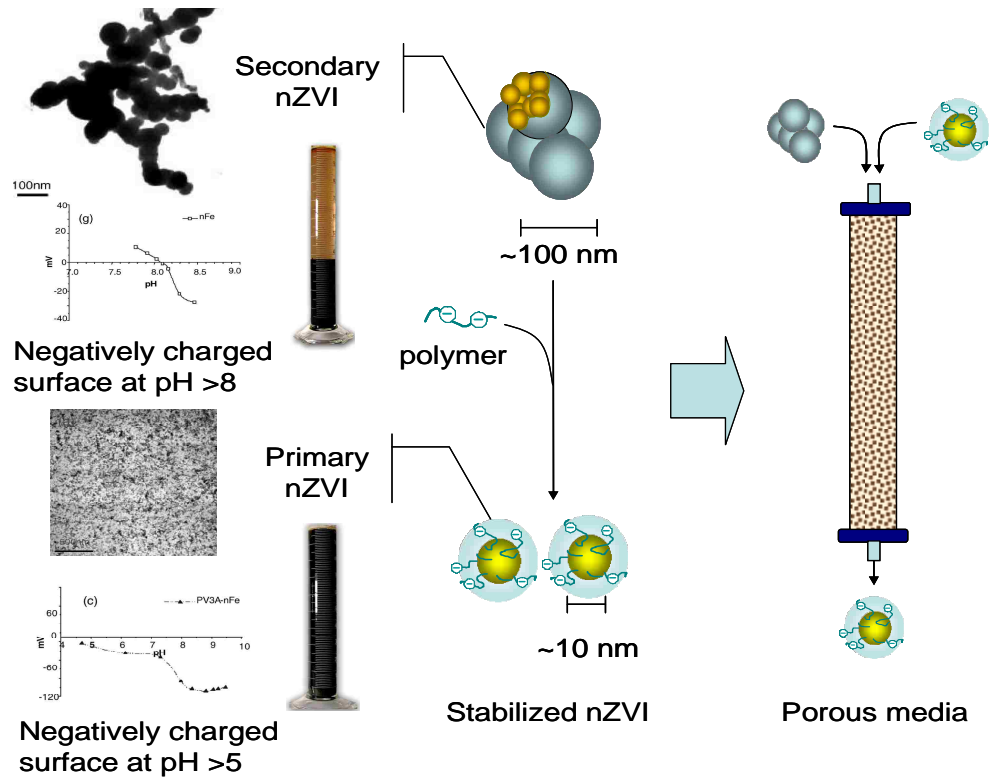 Secondary
nZVI
100nm
(g)
nFe
40
20
0
-20
-40
mV
7.0
7.5
8.0
8.5
9.0
pH
Negatively charged
surface at pH >8
~100 nm
polymer
Primary
nZVI
(c)
PV3A-nFe
60
0
-60
-120
mV
4
5
6
7
8
9
10
pH
Negatively charged
surface at pH >5
~10 nm
Stabilized nZVI
Porous media